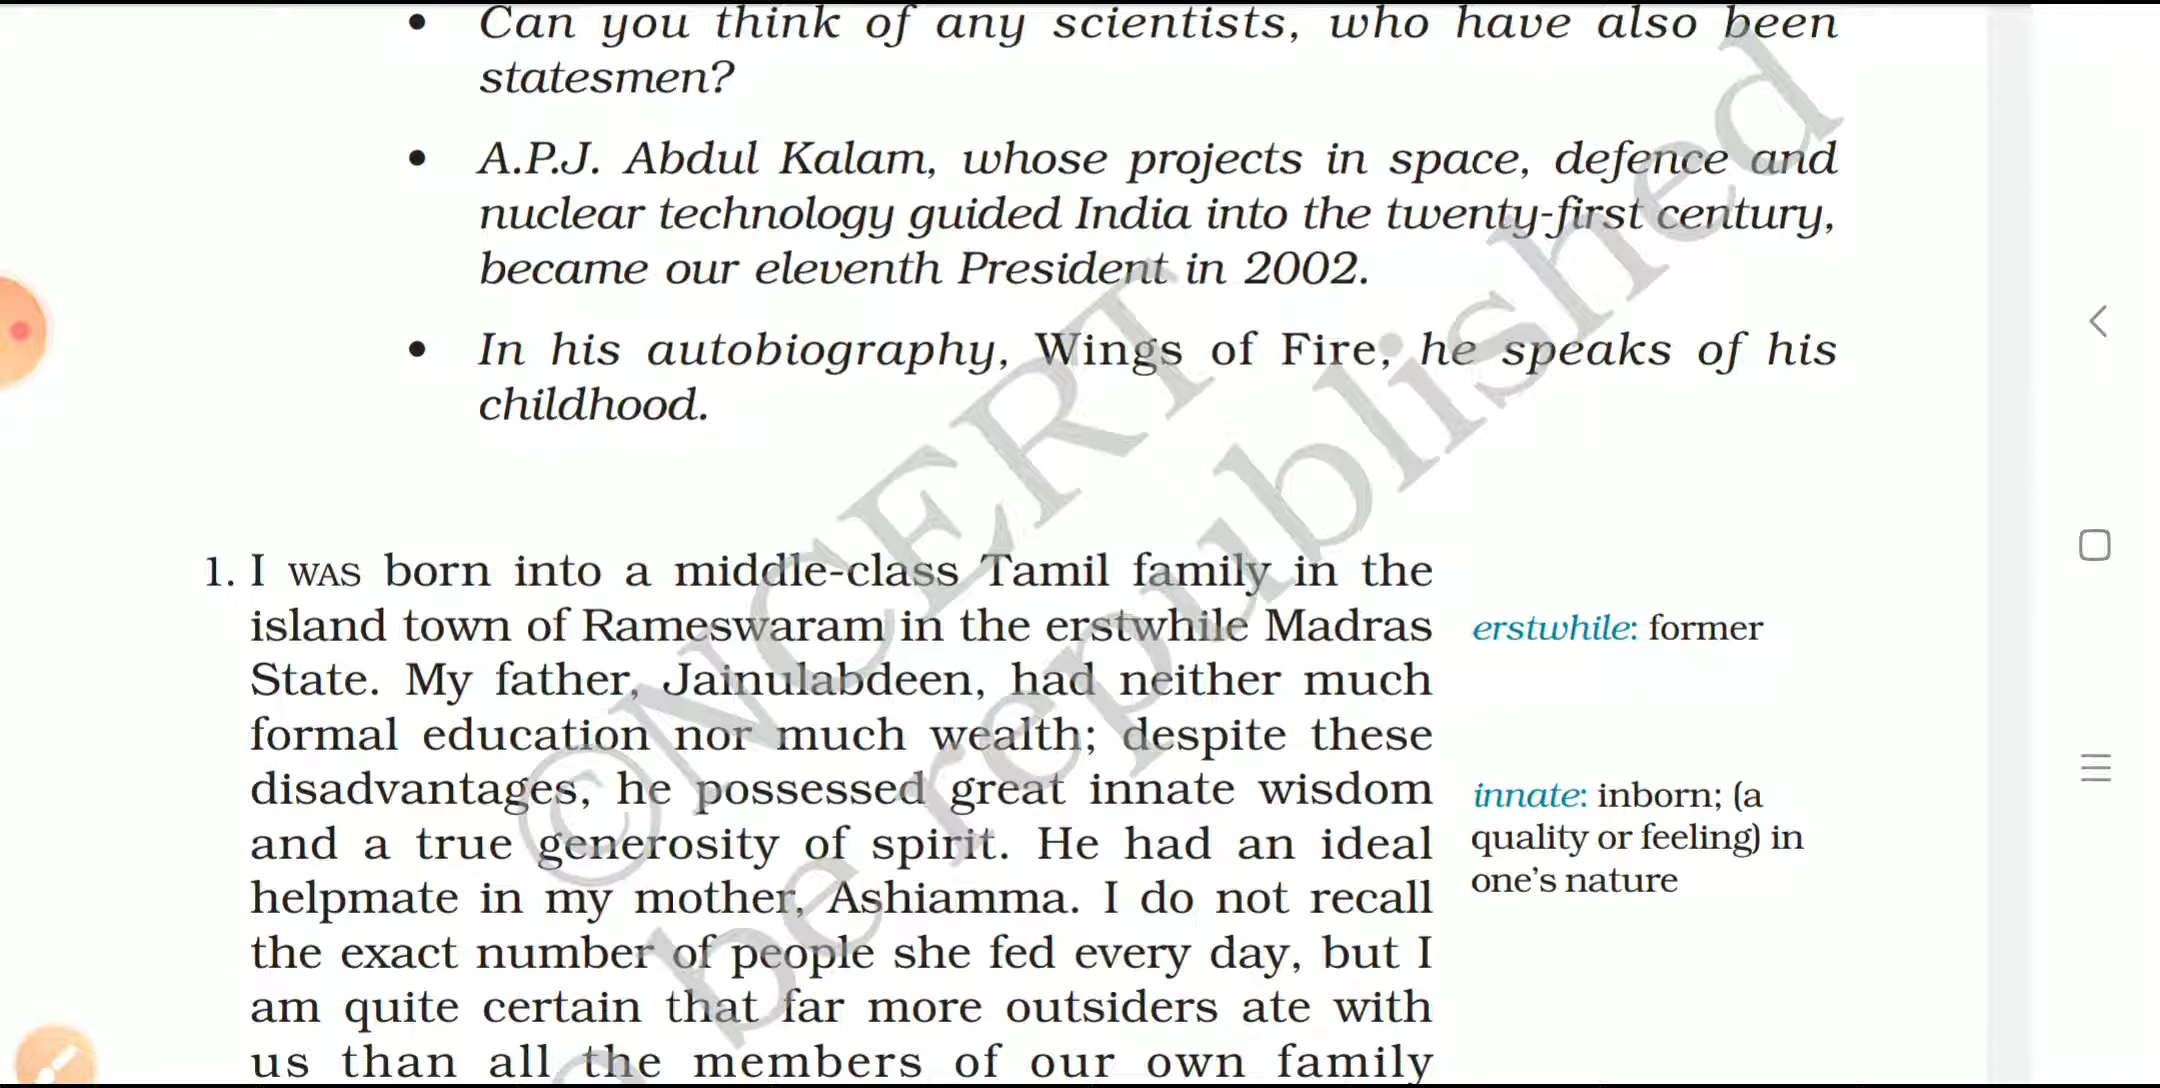 • Can you think of any scientists, who have also been
statesmen?
• A.P.J. Abdul Kalam, whose projects in space, defence and
nuclear technology guided India into the twenty-first century,
became our eleventh President in 2002.
• In his autobiography, Wings of Fire, he speaks of his
childhood.
1. I WAS born into a middle-class Tamil family in the
island town of Rameswaram in the erstwhile Madras
State. My father, Jainulabdeen, had neither much
formal education nor much wealth; despite these
disadvantages, he possessed great innate wisdom
and a true generosity of spirit. He had an ideal
helpmate in my mother, Ashiamma. I do not recall
the exact number of people she fed every day, but I
am quite certain that far more outsiders ate with
us than all the members of our own family
erstwhile: former
innate: inborn; (a
quality or feeling) in
one's nature
©NCERT
be republished